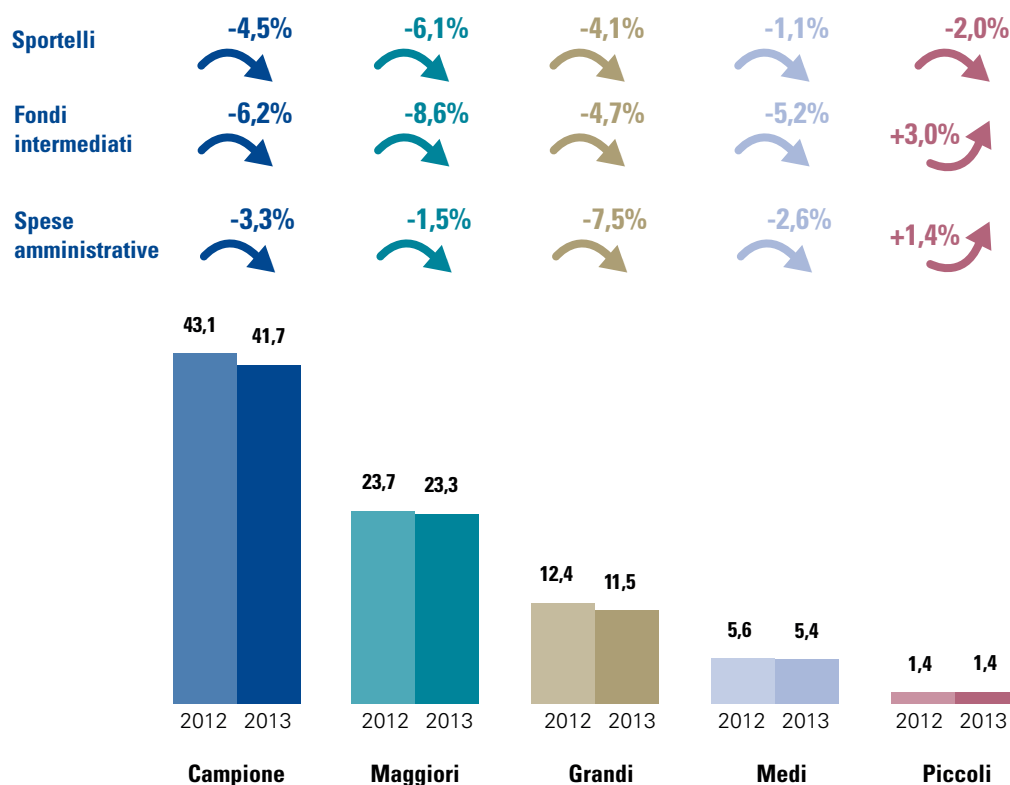 Sportelli -4,5% -6,1% -4,1% -1,1% -2,0%
Fondi
intermediati
-6,2% -8,6% -4,7% -5,2% +3,0%
Spese
amministrative
-3,3% -1,5% -7,5% -2,6% +1,4%
43,1 41,7 23,7 23,3 12,4 11,5 5,6 5,4 1,4 1,4
2012 2013 2012 2013 2012 2013 2012 2013 2012 2013
Campione Maggiori Grandi Medi Piccoli